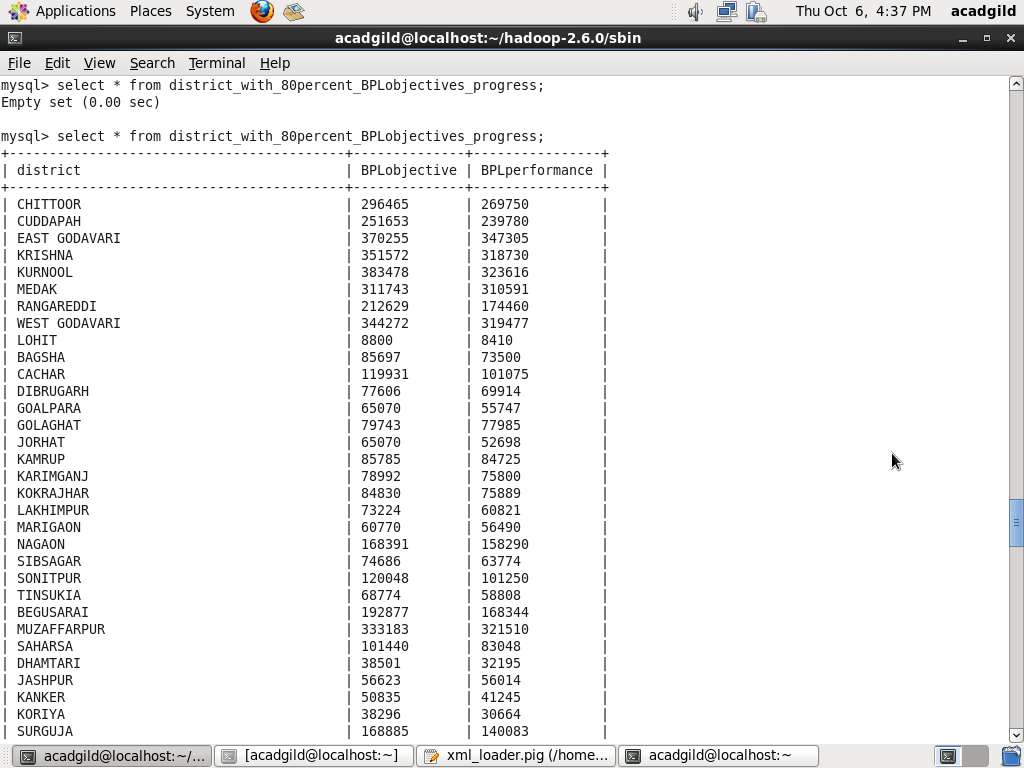 Applications Places System Thu Oct 6, 4:37 PM acadgild
acadgild@localhost:~/hadoop-2.6.0/sbin
File Edit View Search Terminal Help
mysql> select * from district_with_80percent_BPLobjectives_progress;
Empty set (0.00 sec)
mysql> select * from district_with_80percent_BPLobjectives_progress;
+------------------------------------------+--------------+----------------+
| district | BPLobjective | BPLperformance |
+------------------------------------------+--------------+----------------+
| CHITTOOR | 296465 | 269750 |
| CUDDAPAH | 251653 | 239780 |
| EAST GODAVARI | 370255 | 347305 |
| KRISHNA | 351572 | 318730 |
| KURNOOL | 383478 | 323616 |
| MEDAK | 311743 | 310591 |
| RANGAREDDI | 212629 | 174460 |
| WEST GODAVARI | 344272 | 319477 |
| LOHIT | 8800 | 8410 |
| BAGSHA | 85697 | 73500 |
| CACHAR | 119931 | 101075 |
| DIBRUGARH | 77606 | 69914 |
| GOALPARA | 65070 | 55747 |
| GOLAGHAT | 79743 | 77985 |
| JORHAT | 65070 | 52698 |
| KAMRUP | 85785 | 84725 |
| KARIMGANJ | 78992 | 75800 |
| KOKRAJHAR | 84830 | 75889 |
| LAKHIMPUR | 73224 | 60821 |
| MARIGAON | 60770 | 56490 |
| NAGAON | 168391 | 158290 |
| SIBSAGAR | 74686 | 63774 |
| SONITPUR | 120048 | 101250 |
| TINSUKIA | 68774 | 58808 |
| BEGUSARAI | 192877 | 168344 |
| MUZAFFARPUR | 333183 | 321510 |
| SAHARSA | 101440 | 83048 |
| DHAMTARI | 38501 | 32195 |
| JASHPUR | 56623 | 56014 |
| KANKER | 50835 | 41245 |
| KORIYA | 38296 | 30664 |
| SURGUJA | 168885 | 140083 |
acadgild@localhost:~/... [acadgild@localhost:~] xml_loader.pig (/home... acadgild@localhost:~